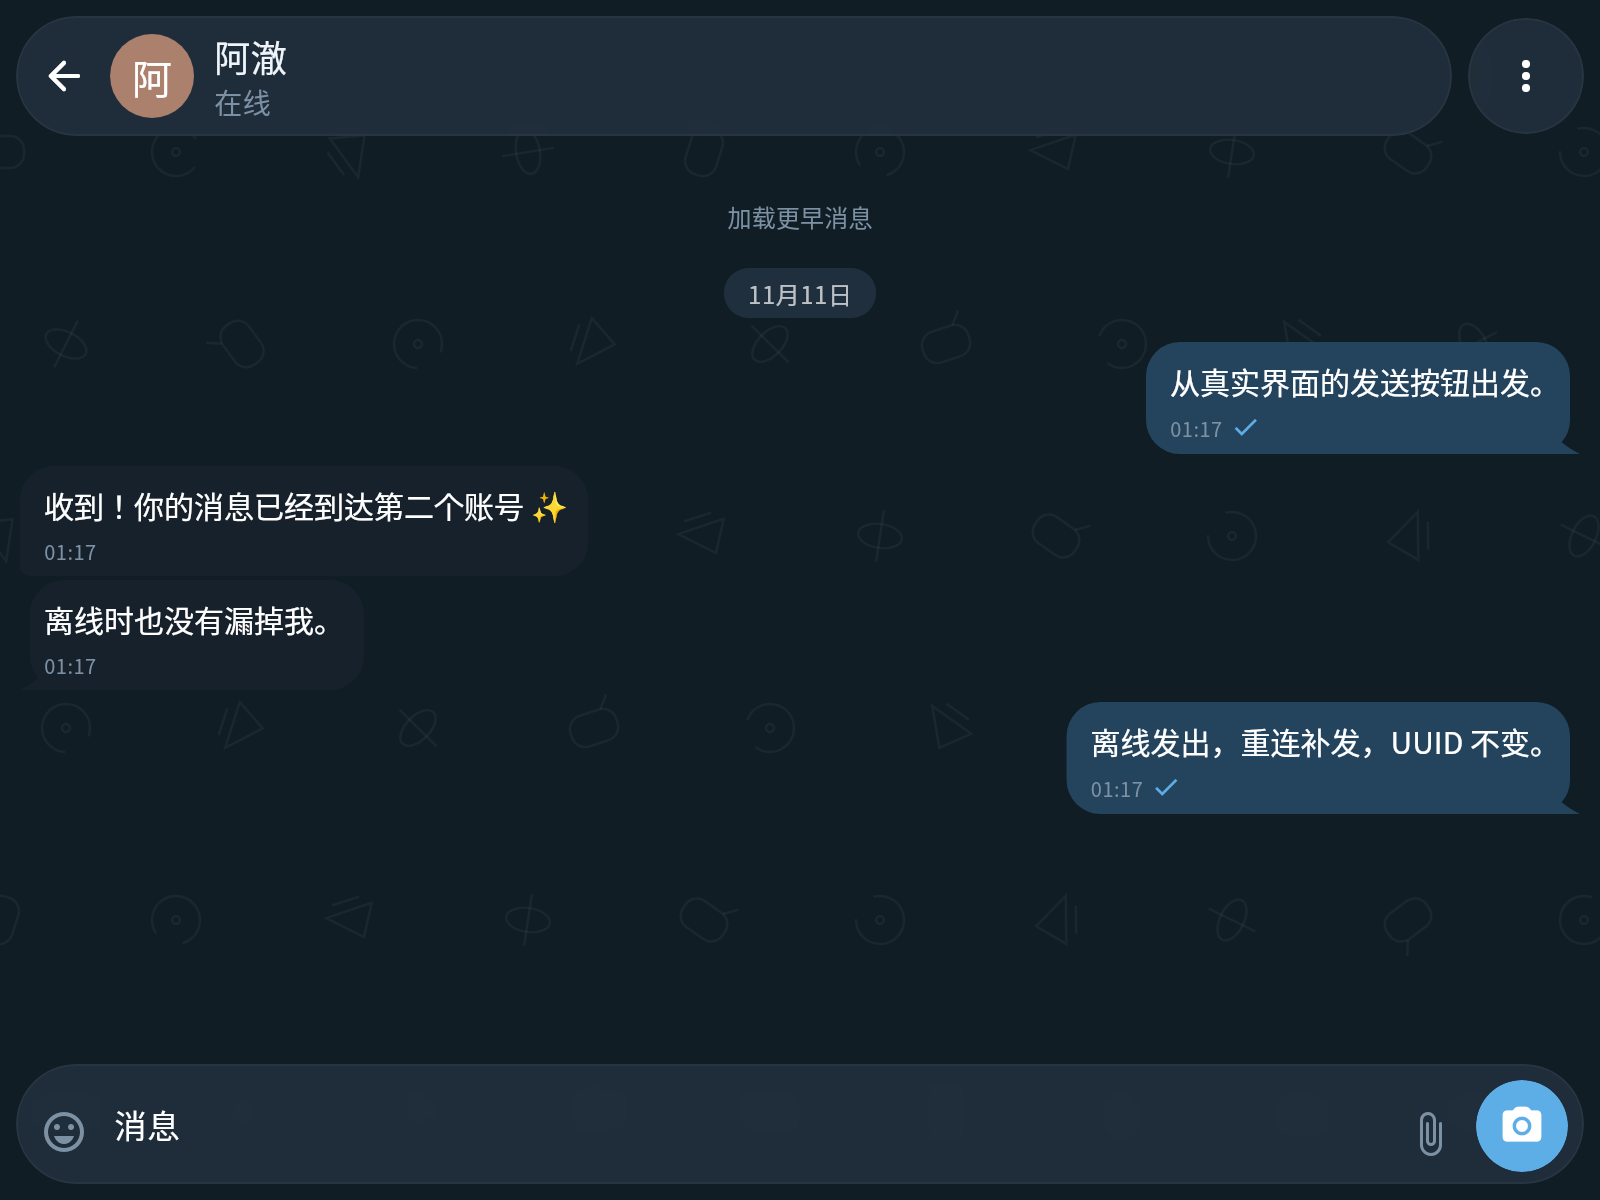 阿
阿澈
在线
加载更早消息
11月11日
从真实界面的发送按钮出发。
01:17
收到！你的消息已经到达第二个账号 ✨
01:17
离线时也没有漏掉我。
01:17
离线发出，重连补发，UUID 不变。
01:17
消息